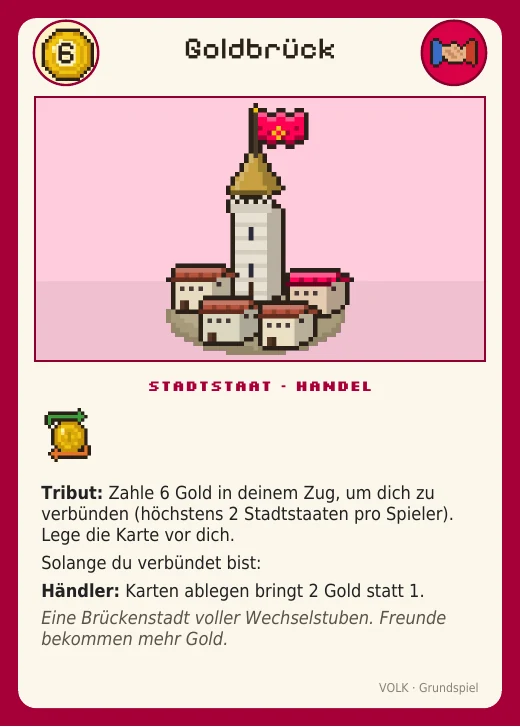 6
Goldbrück
STADTSTAAT · HANDEL
Tribut: Zahle 6 Gold in deinem Zug, um dich zu
verbünden (höchstens 2 Stadtstaaten pro Spieler).
Lege die Karte vor dich.
Solange du verbündet bist:
Händler: Karten ablegen bringt 2 Gold statt 1.
Eine Brückenstadt voller Wechselstuben. Freunde
bekommen mehr Gold.
VOLK · Grundspiel